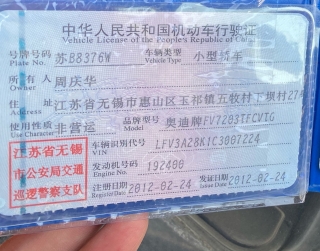 中华人民共和国机动车行驶证
Vehicle License of the People's Republic of China
号牌号码 苏B8376W 车辆类型 小型轿车
Plate No. Vehicle Type
所有人 周庆华
Owner
住址 江苏省无锡市惠山区玉祁镇五牧村下坝村27号
Address
使用性质 非营运 品牌型号 奥迪牌FV7203TFCVTG
Use Character Model
江苏省无锡
市公安局交通
巡逻警察支队
车辆识别代号 LFV3A28K1C3007224
VIN
发动机号码 192480
Engine No.
注册日期 2012-02-24 发证日期 2012-02-24
Register Date Issue Date